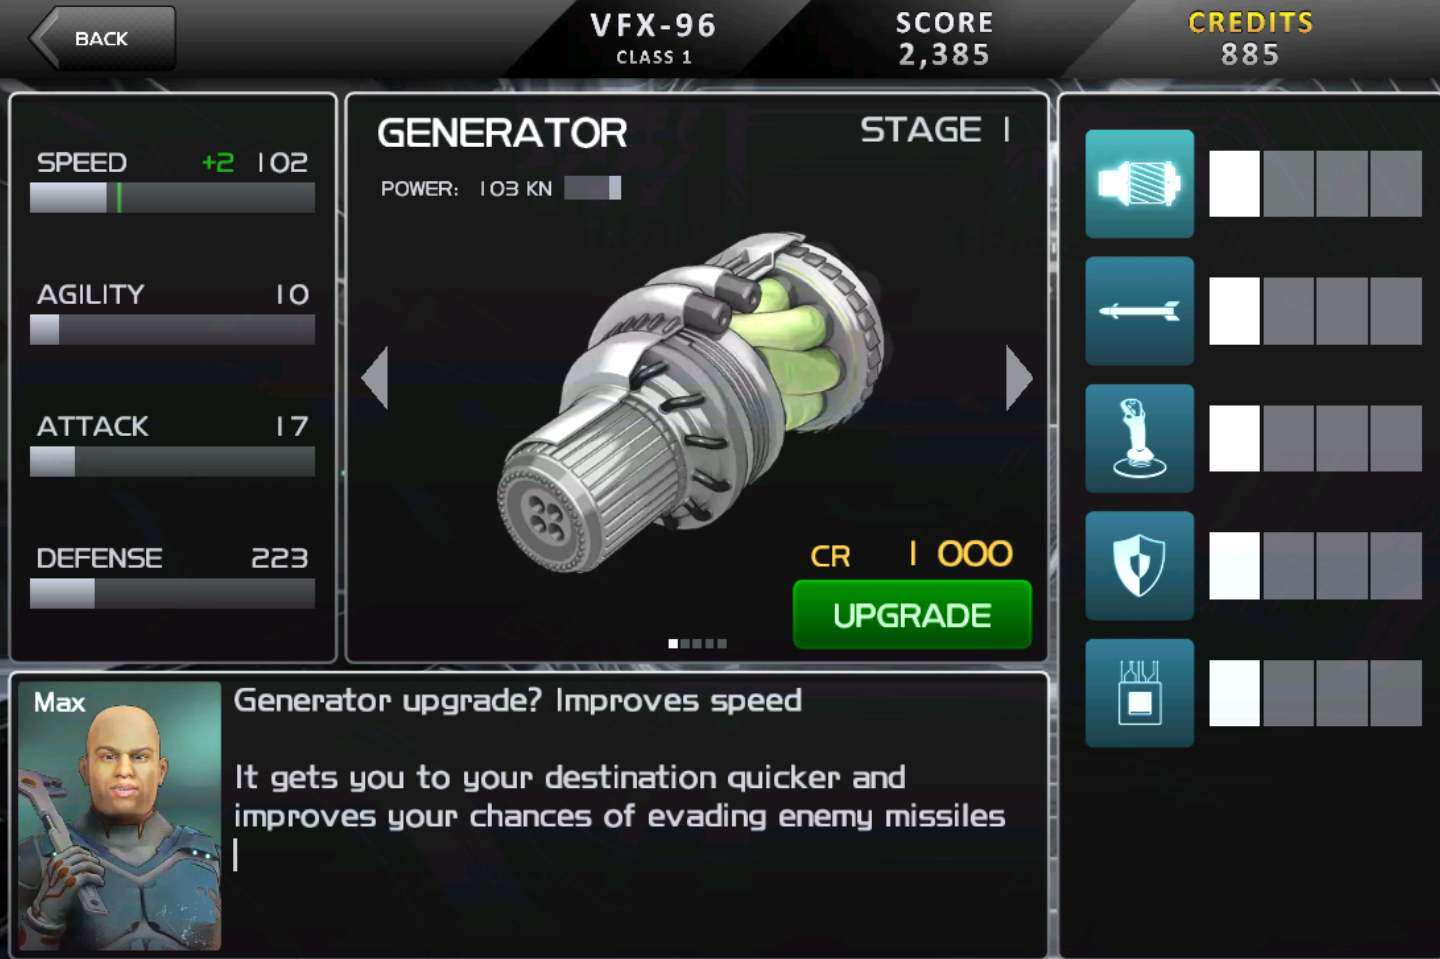 BACK
VFX-96
CLASS 1
SCORE
2,385
CREDITS
885
SPEED +2 102
AGILITY 10
ATTACK 17
DEFENSE 223
GENERATOR
STAGE 1
POWER: 103 KN
CR 1 000
UPGRADE
Max
Generator upgrade? Improves speed
It gets you to your destination quicker and
improves your chances of evading enemy missiles